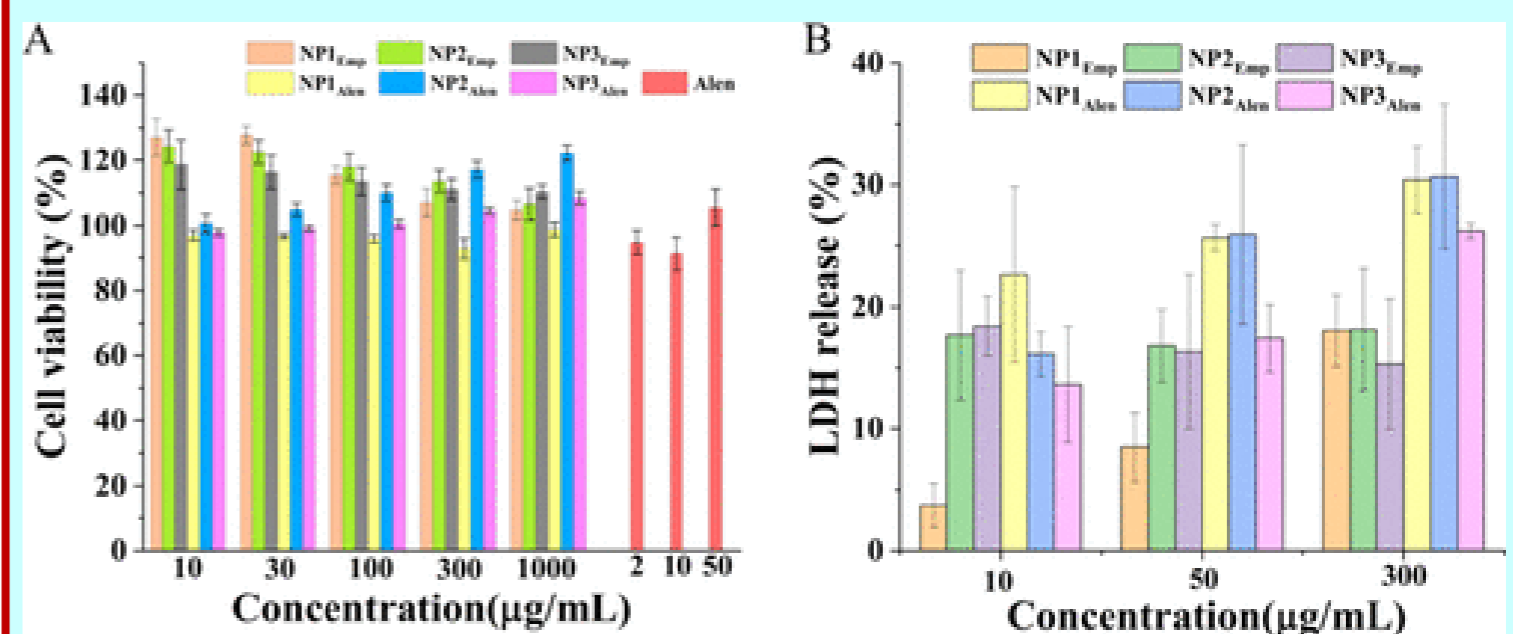 A
NP1Emp NP2Emp NP3Emp
NP1Alen NP2Alen NP3Alen Alen
Cell viability (%)
140
120
100
80
60
40
20
0
10 30 100 300 1000 2 10 50
Concentration(μg/mL)
B
NP1Emp NP2Emp NP3Emp
NP1Alen NP2Alen NP3Alen
LDH release (%)
40
30
20
10
0
10 50 300
Concentration(μg/mL)